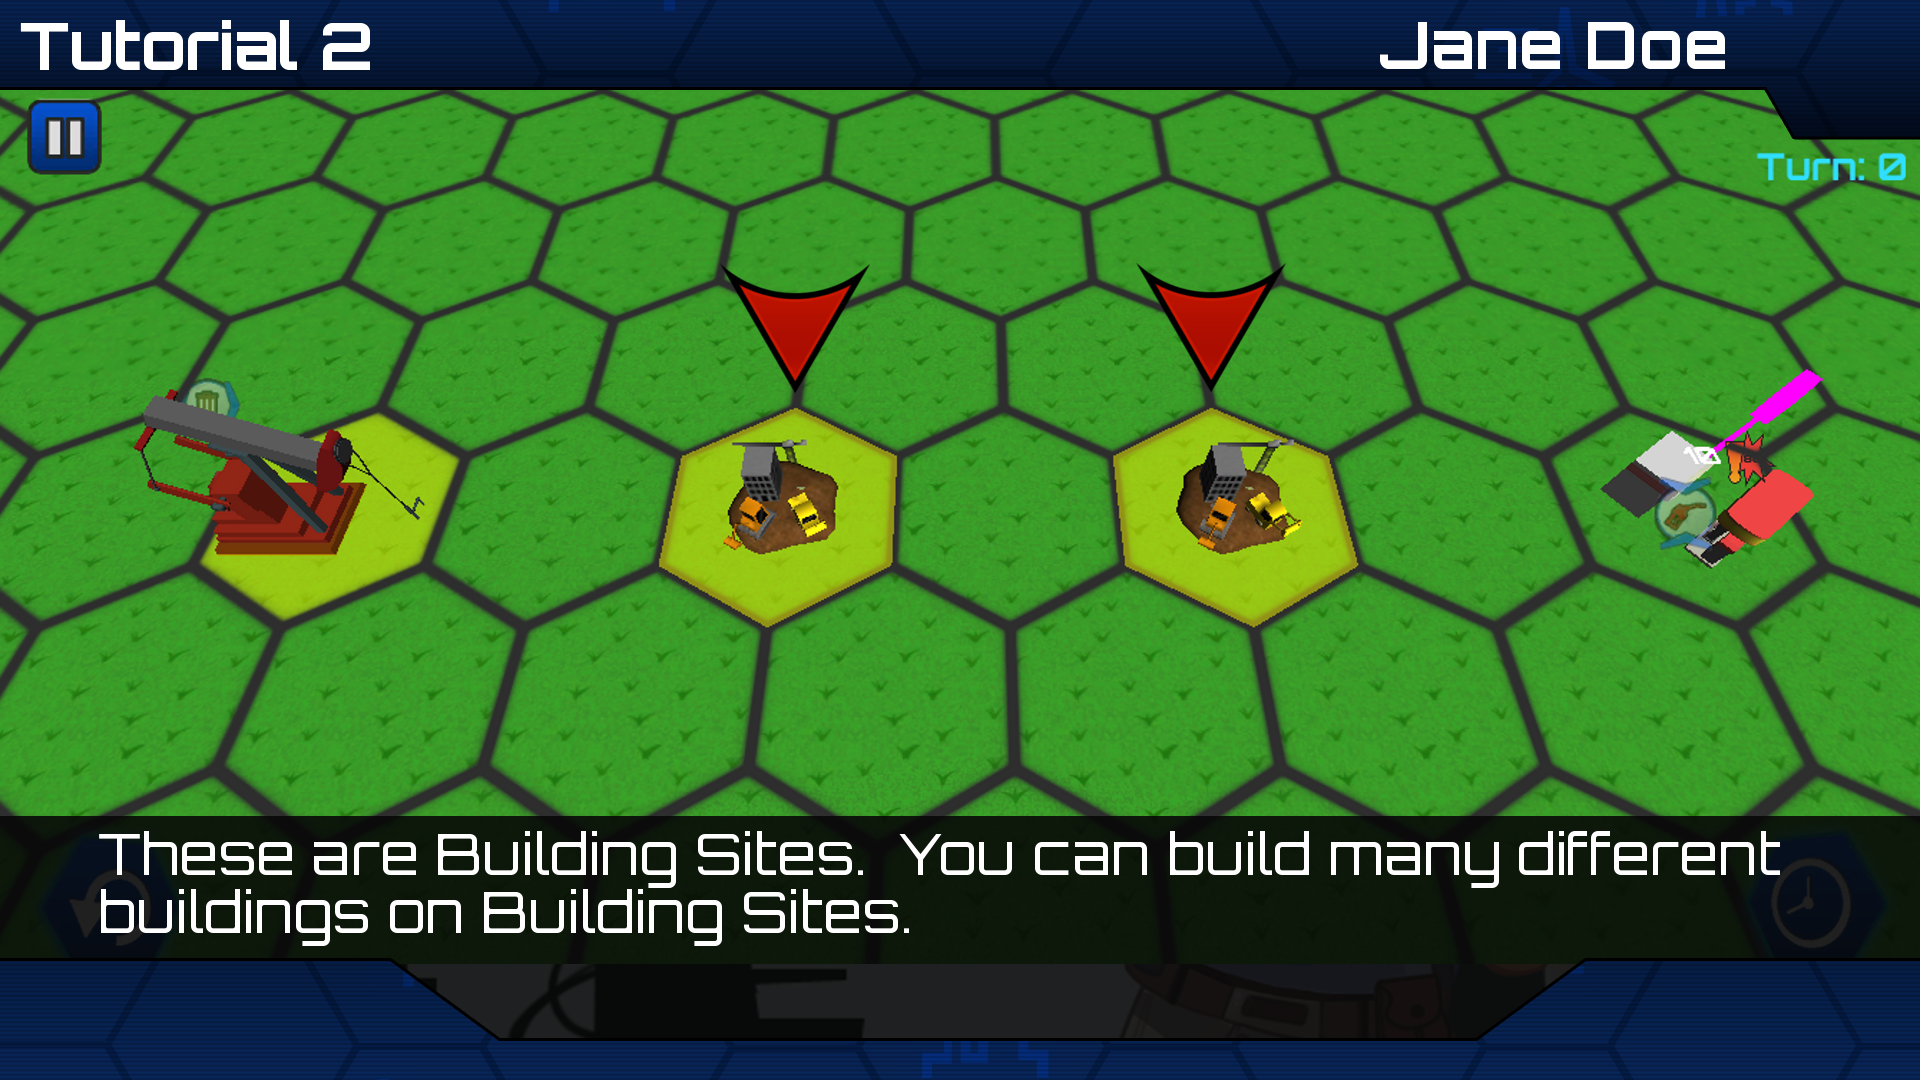 Tutorial 2
Jane Doe
Turn: 0
10
These are Building Sites.  You can build many different
buildings on Building Sites.